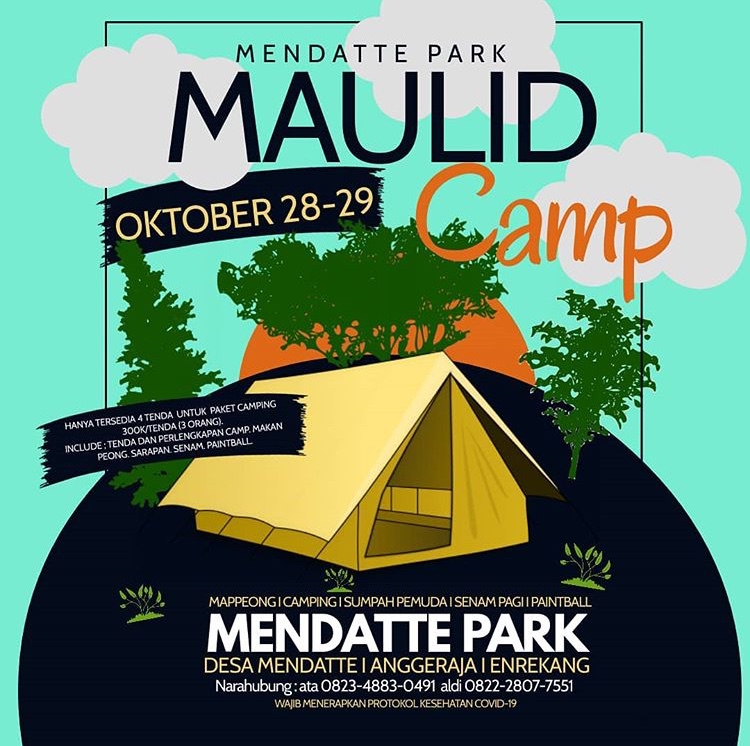 MENDATTE PARK
MAULID
Camp
OKTOBER 28-29
HANYA TERSEDIA 4 TENDA UNTUK PAKET CAMPING
300K/TENDA (3 ORANG).
INCLUDE ; TENDA DAN PERLENGKAPAN CAMP. MAKAN
PEONG. SARAPAN. SENAM. PAINTBALL.
MAPPEONG I CAMPING I SUMPAH PEMUDA I SENAM PAGI I PAINTBALL
MENDATTE PARK
DESA MENDATTE I ANGGERAJA I ENREKANG
Narahubung : ata 0823-4883-0491 aldi 0822-2807-7551
WAJIB MENERAPKAN PROTOKOL KESEHATAN COVID-19